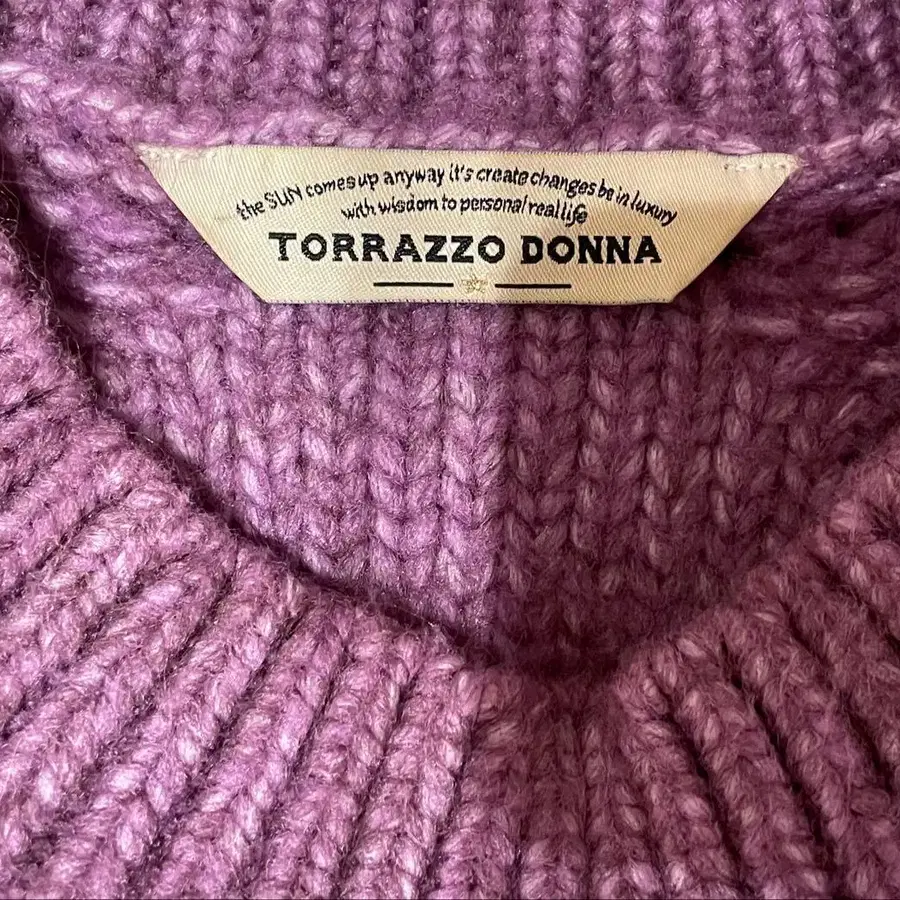 the SUN comes up anyway it's create changes be in luxury
with wisdom to personal real life
TORRAZZO DONNA